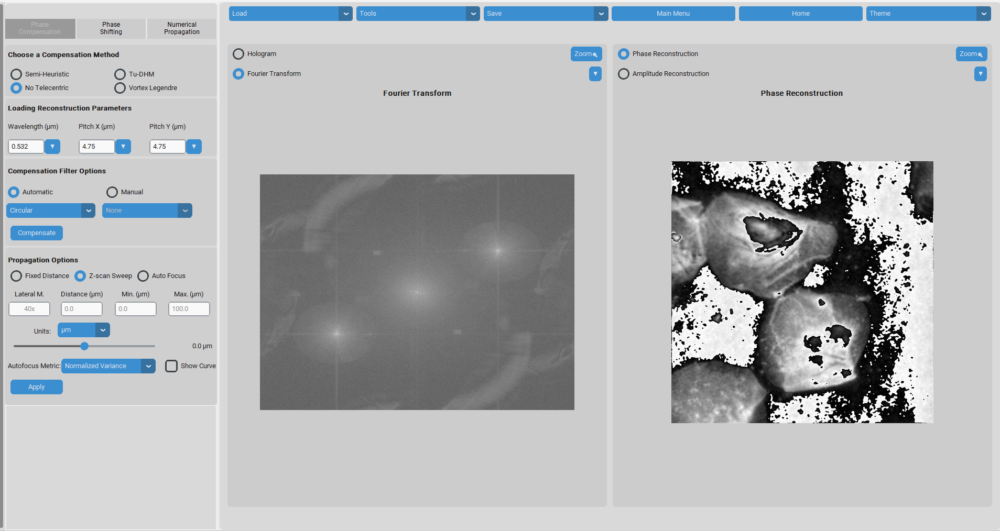 Phase
Compensation
Phase
Shifting
Numerical
Propagation
Choose a Compensation Method
Semi-Heuristic
Tu-DHM
No Telecentric
Vortex Legendre
Loading Reconstruction Parameters
Wavelength (µm)
Pitch X (µm)
Pitch Y (µm)
0.532
4.75
4.75
Compensation Filter Options
Automatic
Manual
Circular
None
Compensate
Propagation Options
Fixed Distance
Z-scan Sweep
Auto Focus
Lateral M.
Distance (µm)
Min. (µm)
Max. (µm)
40x
0.0
0.0
100.0
Units:
µm
0.0 µm
Autofocus Metric:
Normalized Variance
Show Curve
Apply
Load
Tools
Save
Main Menu
Home
Theme
Hologram
Zoom
Fourier Transform
Fourier Transform
Phase Reconstruction
Zoom
Amplitude Reconstruction
Phase Reconstruction